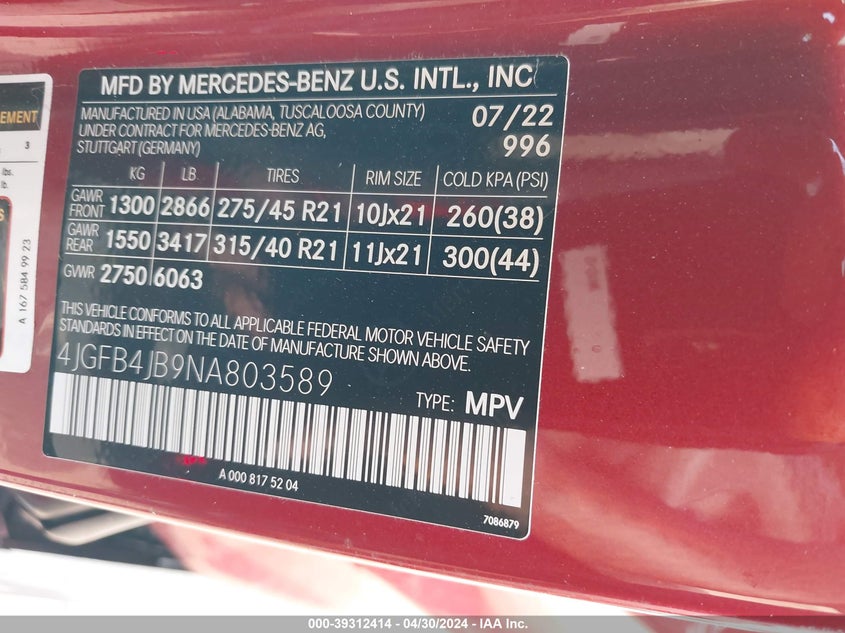 MFD BY MERCEDES-BENZ U.S. INTL., INC
MANUFACTURED IN USA (ALABAMA, TUSCALOOSA COUNTY) 07/22
UNDER CONTRACT FOR MERCEDES-BENZ AG,
STUTTGART (GERMANY) 996
KG LB TIRES RIM SIZE COLD KPA (PSI)
GAWR FRONT 1300 2866 275/45 R21 10Jx21 260(38)
GAWR REAR 1550 3417 315/40 R21 11Jx21 300(44)
GVWR 2750 6063
THIS VEHICLE CONFORMS TO ALL APPLICABLE FEDERAL MOTOR VEHICLE SAFETY
STANDARDS IN EFFECT ON THE DATE OF MANUFACTURE SHOWN ABOVE.
4JGFB4JB9NA803589
TYPE: MPV
A 000 817 52 04
7086879
3
lbs.
lb.
A 167 584 99 23
000-39312414 - 04/30/2024 - IAA Inc.